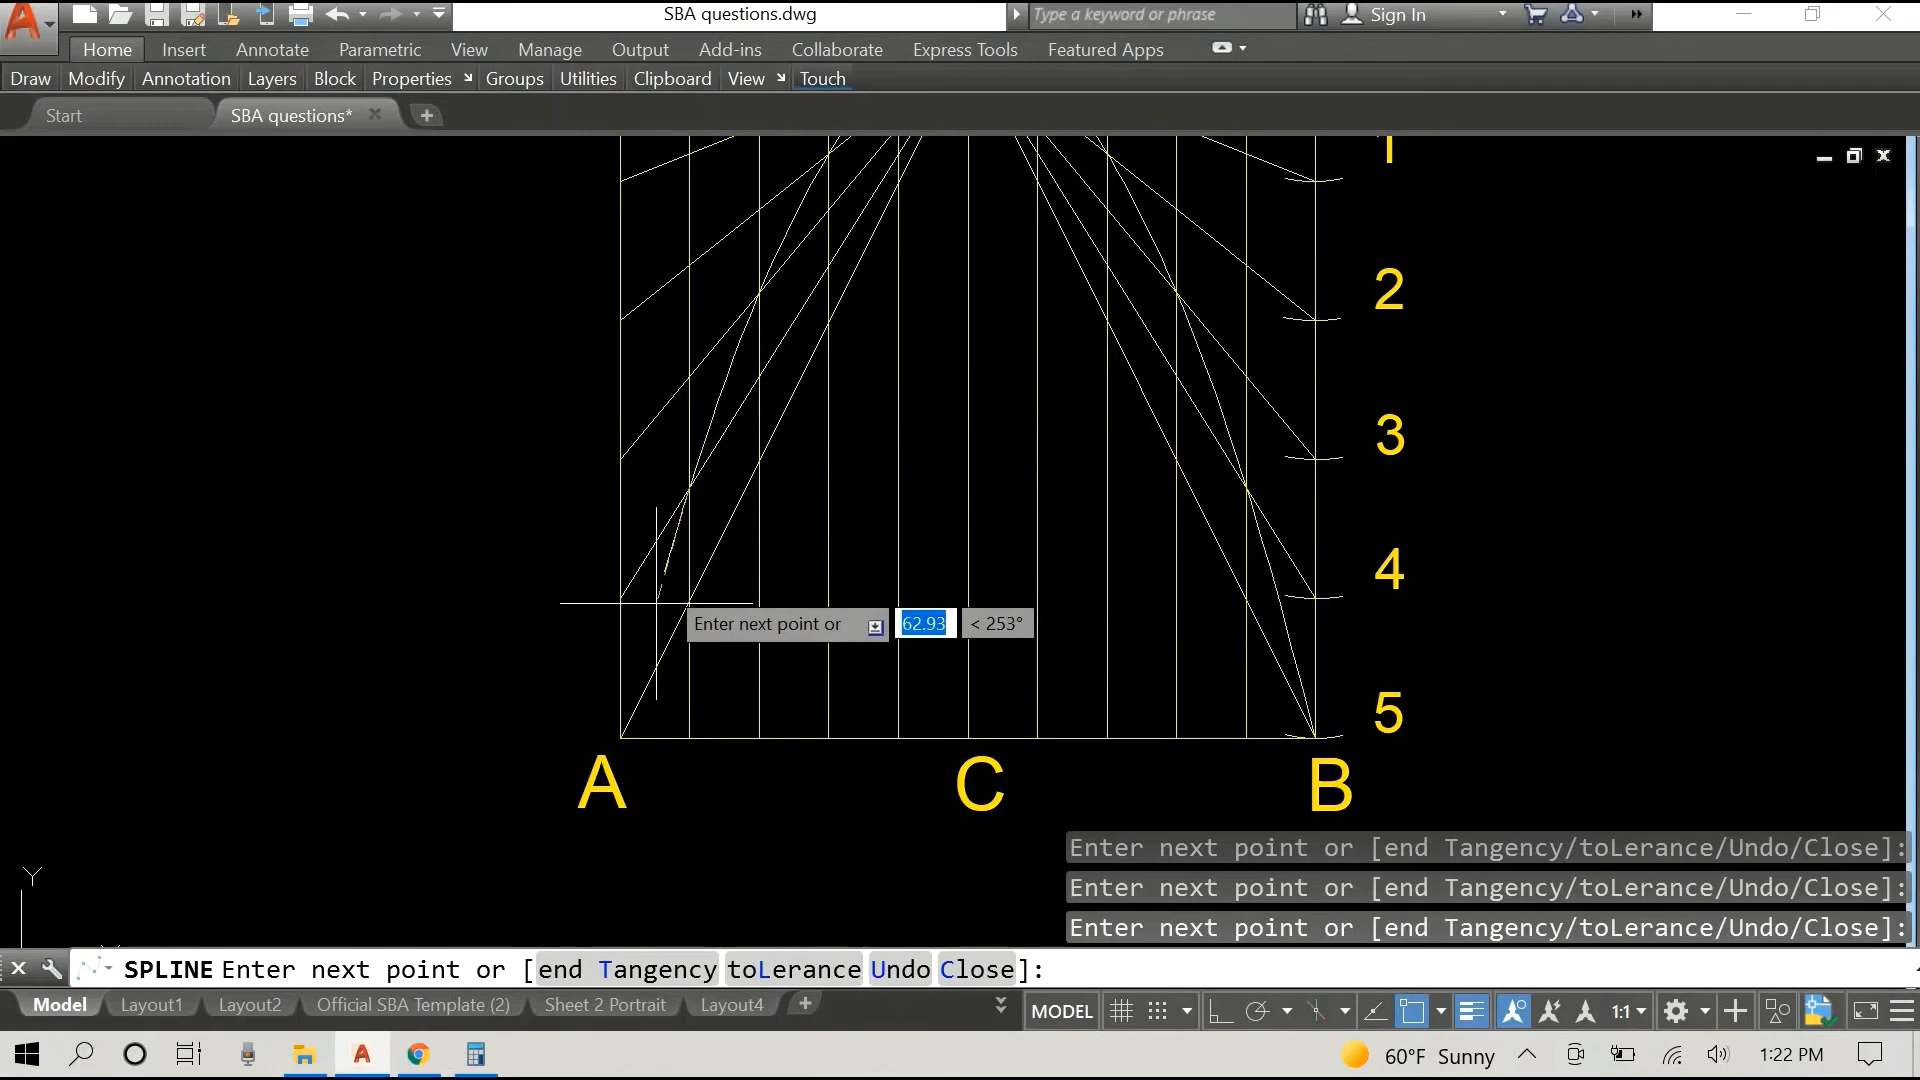 SBA questions.dwg
Type a keyword or phrase
Sign In
Home Insert Annotate Parametric View Manage Output Add-ins Collaborate Express Tools Featured Apps
Draw Modify Annotation Layers Block Properties Groups Utilities Clipboard View Touch
Start SBA questions*
1
2
3
4
Enter next point or 62.93 < 253°
5
A C B
Enter next point or [end Tangency/toLerance/Undo/Close]:
Enter next point or [end Tangency/toLerance/Undo/Close]:
Enter next point or [end Tangency/toLerance/Undo/Close]:
Y
SPLINE Enter next point or [end Tangency toLerance Undo Close]:
Model Layout1 Layout2 Official SBA Template (2) Sheet 2 Portrait Layout4 MODEL 1:1
60°F Sunny 1:22 PM